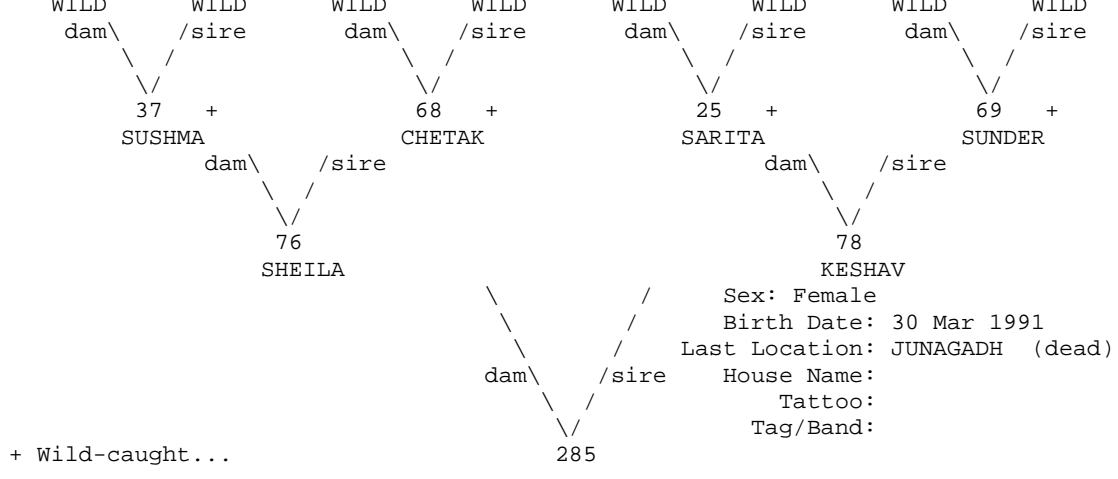 WILD WILD WILD WILD WILD WILD WILD WILD
dam\ /sire dam\ /sire dam\ /sire dam\ /sire
\ / \ / \ / \ /
\/ \/ \/ \/
37 + 68 + 25 + 69 +
SUSHMA CHETAK SARITA SUNDER
dam\ /sire dam\ /sire
\ / \ /
\/ \/
76 78
SHEILA KESHAV
\ / Sex: Female
\ / Birth Date: 30 Mar 1991
\ / Last Location: JUNAGADH (dead)
dam\ /sire House Name:
\ / Tattoo:
\/ Tag/Band:
+ Wild-caught... 285